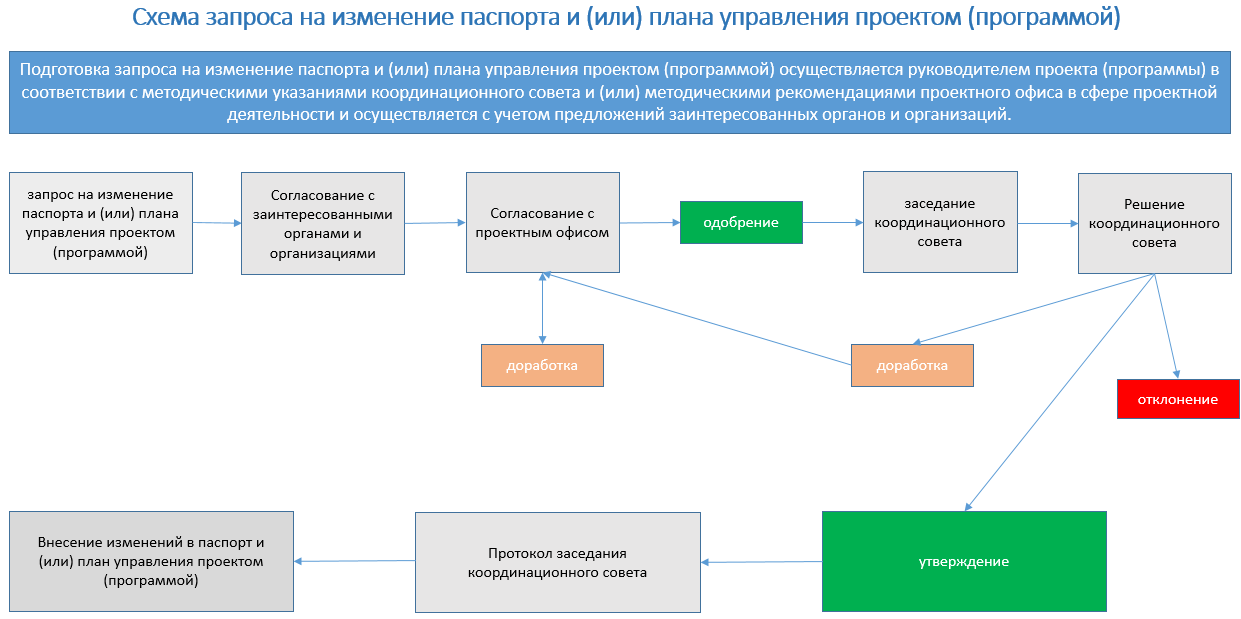 Схема запроса на изменение паспорта и (или) плана управления проектом (программой)
Подготовка запроса на изменение паспорта и (или) плана управления проектом (программой) осуществляется руководителем проекта (программы) в
соответствии с методическими указаниями координационного совета и (или) методическими рекомендациями проектного офиса в сфере проектной
деятельности и осуществляется с учетом предложений заинтересованных органов и организаций.
запрос на изменение
паспорта и (или) плана
управления проектом
(программой)
Согласование с
заинтересованными
органами и
организациями
Согласование с
проектным офисом
одобрение
заседание
координационного
совета
Решение
координационного
совета
доработка
доработка
отклонение
Внесение изменений в паспорт и
(или) план управления проектом
(программой)
Протокол заседания
координационного совета
утверждение